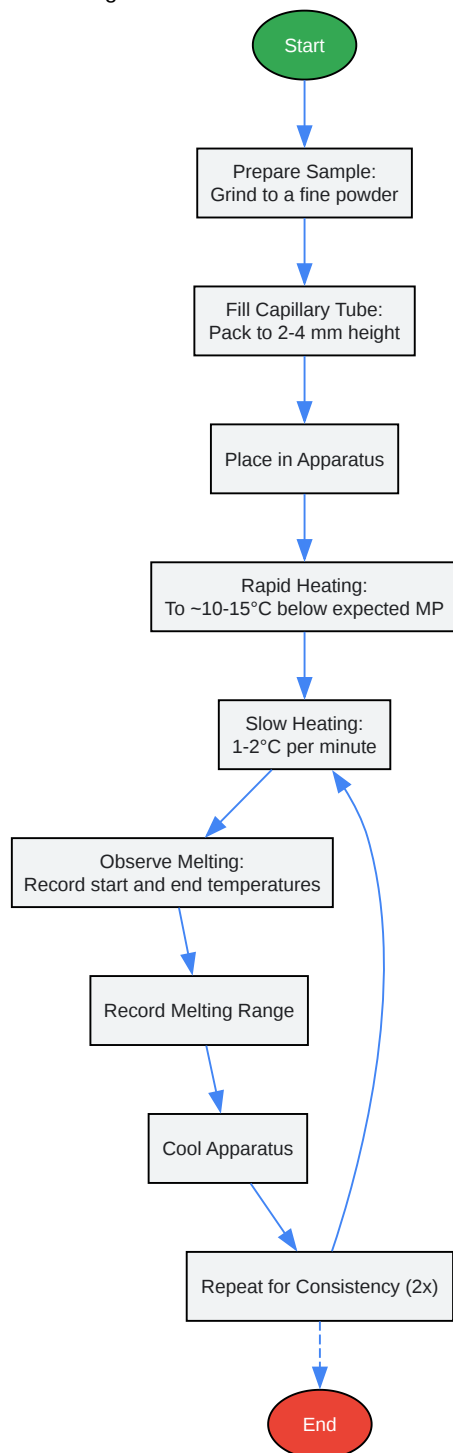 Start
Prepare Sample:
Grind to a fine powder
Fill Capillary Tube:
Pack to 2-4 mm height
Place in Apparatus
Rapid Heating:
To ~10-15°C below expected MP
Slow Heating:
1-2°C per minute
Observe Melting:
Record start and end temperatures
Record Melting Range
Cool Apparatus
Repeat for Consistency (2x)
End